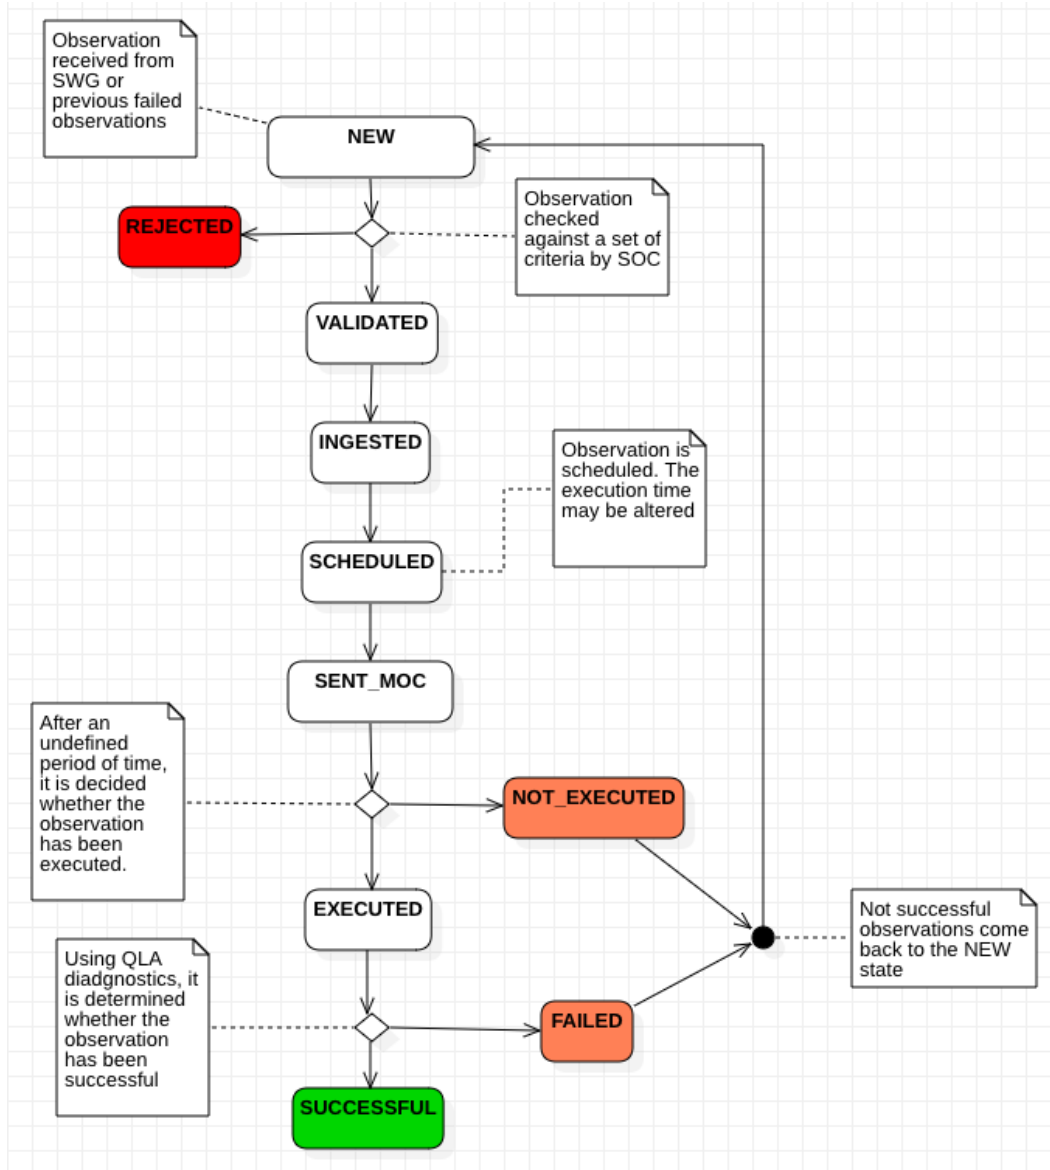 Observation
received from
SWG or
previous failed
observations
NEW
Observation
checked
against a set of
criteria by SOC
REJECTED
VALIDATED
INGESTED
Observation is
scheduled. The
execution time
may be altered
SCHEDULED
SENT_MOC
After an
undefined
period of time,
it is decided
whether the
observation
has been
executed.
NOT_EXECUTED
EXECUTED
Not successful
observations come
back to the NEW
state
Using QLA
diadgnostics, it
is determined
whether the
observation
has been
successful
FAILED
SUCCESSFUL